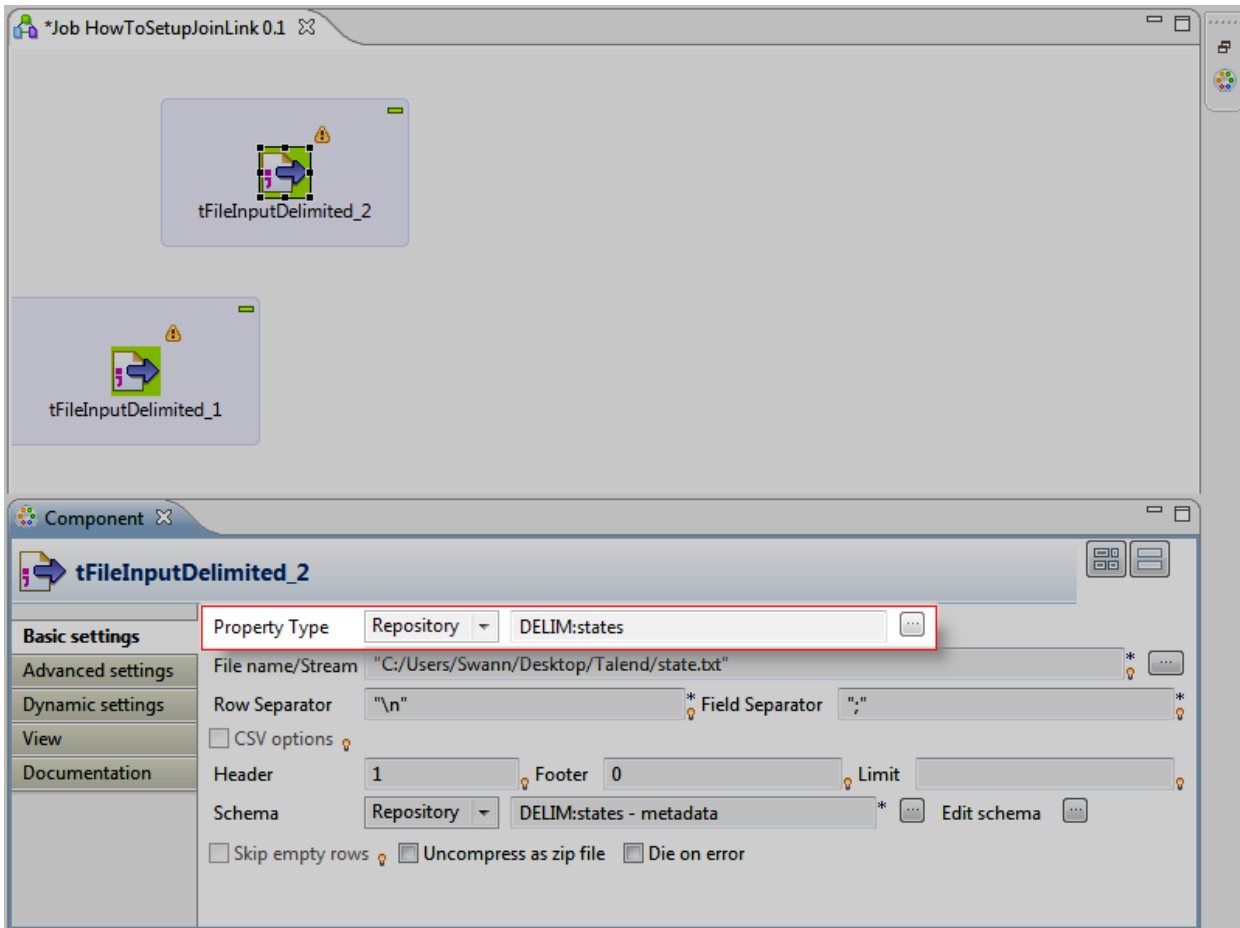 *Job HowToSetupJoinLink 0.1
tFileInputDelimited_2
tFileInputDelimited_1
Component
tFileInputDelimited_2
Basic settings
Advanced settings
Dynamic settings
View
Documentation
Property Type Repository DELIM:states ...
File name/Stream "C:/Users/Swann/Desktop/Talend/state.txt" * ...
Row Separator "\n" * Field Separator ";" *
CSV options
Header 1 Footer 0 Limit
Schema Repository DELIM:states - metadata * ... Edit schema ...
Skip empty rows Uncompress as zip file Die on error